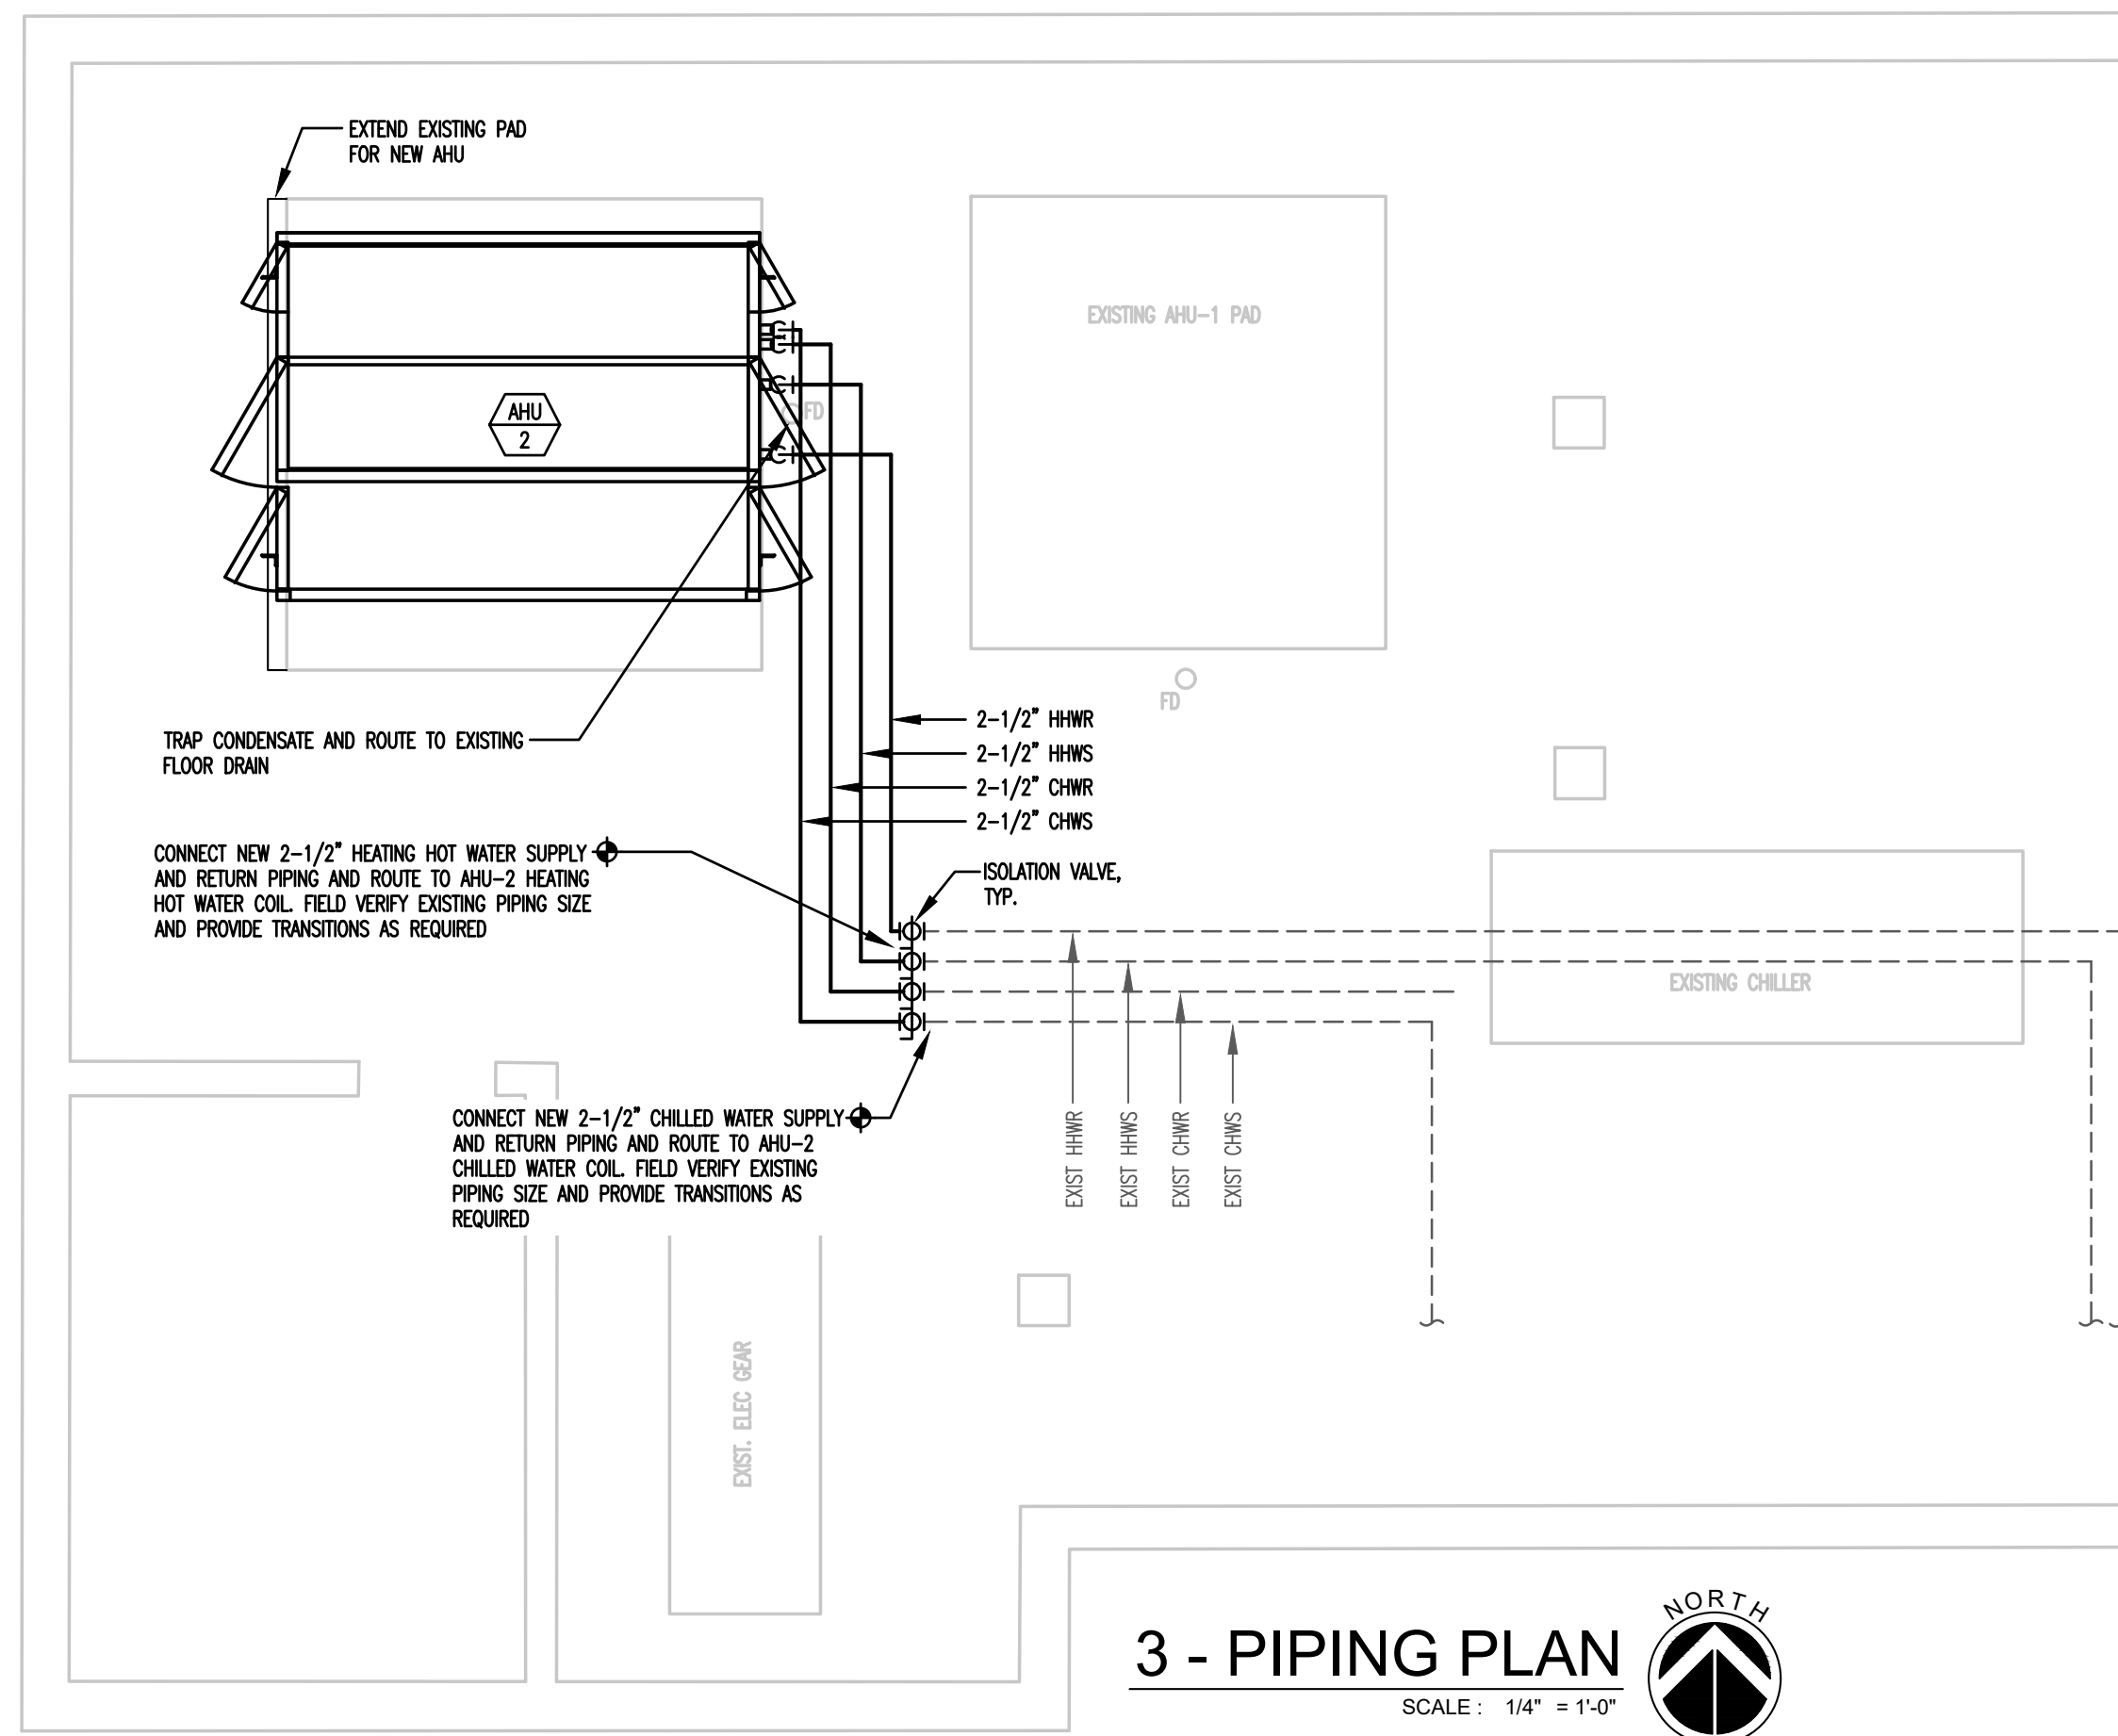 EXTEND EXISTING PAD
FOR NEW AHU
EXISTING AHU-1 PAD
AHU
2
FD
FD
2-1/2" HHWR
2-1/2" HHWS
2-1/2" CHWR
2-1/2" CHWS
TRAP CONDENSATE AND ROUTE TO EXISTING
FLOOR DRAIN
CONNECT NEW 2-1/2" HEATING HOT WATER SUPPLY
AND RETURN PIPING AND ROUTE TO AHU-2 HEATING
HOT WATER COIL. FIELD VERIFY EXISTING PIPING SIZE
AND PROVIDE TRANSITIONS AS REQUIRED
ISOLATION VALVE,
TYP.
EXISTING CHILLER
CONNECT NEW 2-1/2" CHILLED WATER SUPPLY
AND RETURN PIPING AND ROUTE TO AHU-2
CHILLED WATER COIL. FIELD VERIFY EXISTING
PIPING SIZE AND PROVIDE TRANSITIONS AS
REQUIRED
EXIST HHWR
EXIST HHWS
EXIST CHWR
EXIST CHWS
EXIST. ELEC GEAR
3 - PIPING PLAN
SCALE : 1/4" = 1'-0"
NORTH